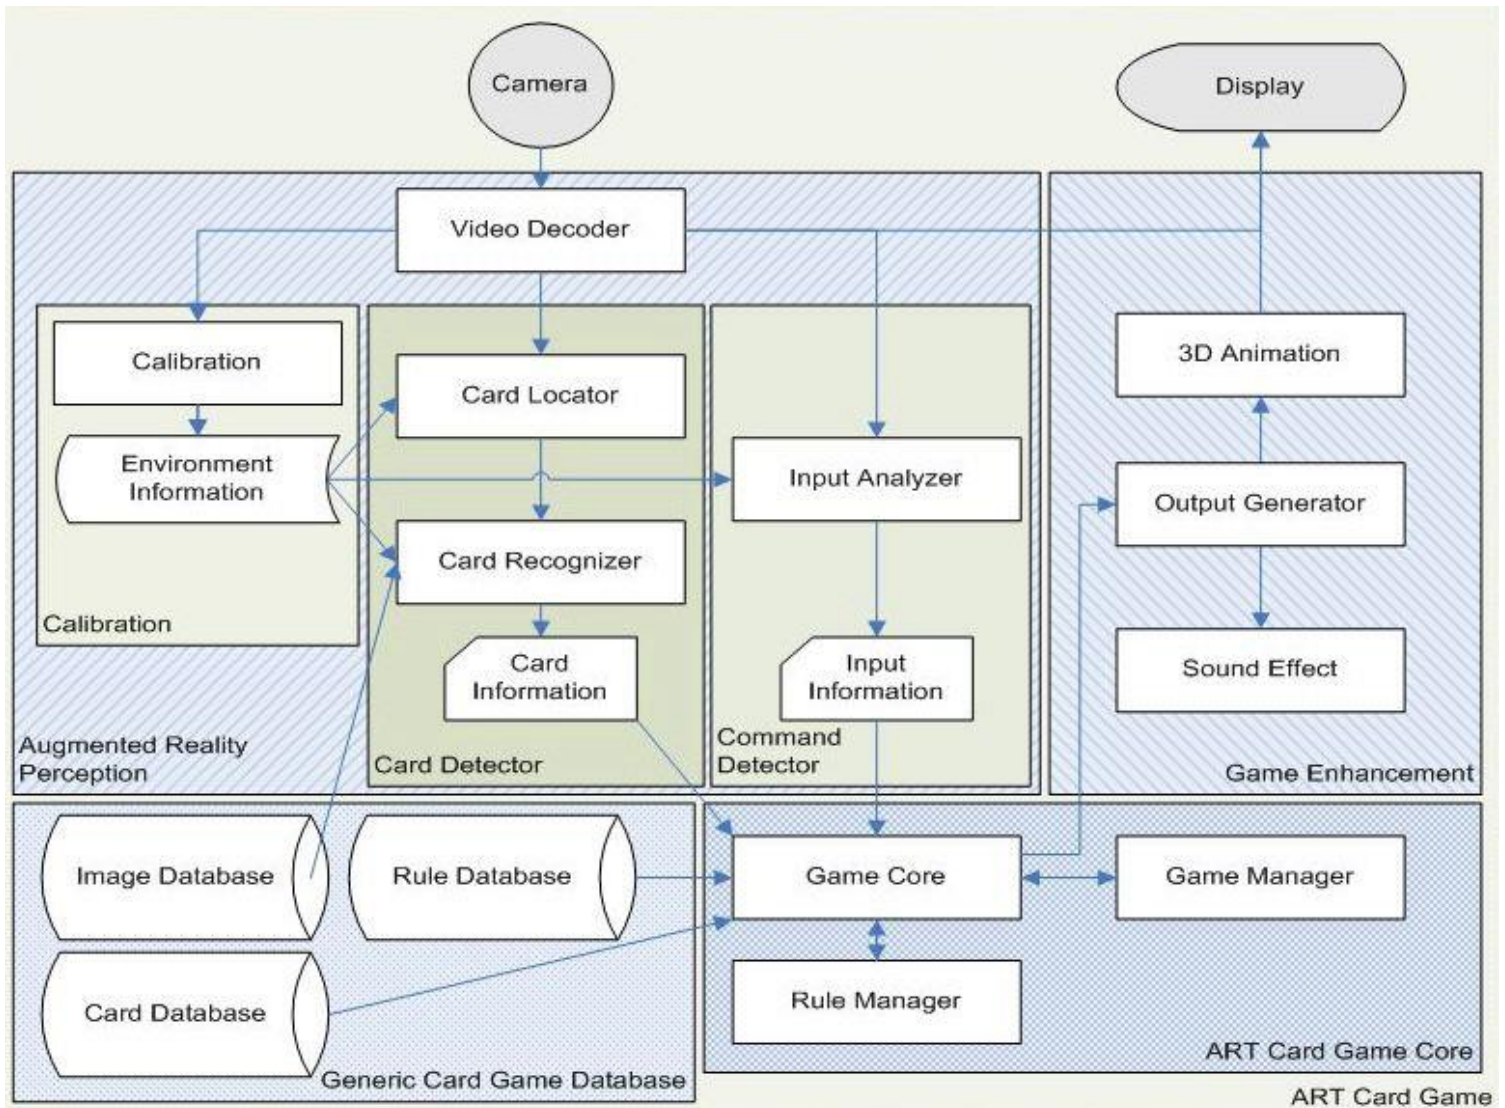 Camera
Display
Video Decoder
Calibration
Card Locator
3D Animation
Environment
Information
Input Analyzer
Output Generator
Card Recognizer
Calibration
Card
Information
Input
Information
Sound Effect
Augmented Reality
Perception
Card Detector
Command
Detector
Game Enhancement
Image Database
Rule Database
Game Core
Game Manager
Card Database
Rule Manager
Generic Card Game Database
ART Card Game Core
ART Card Game